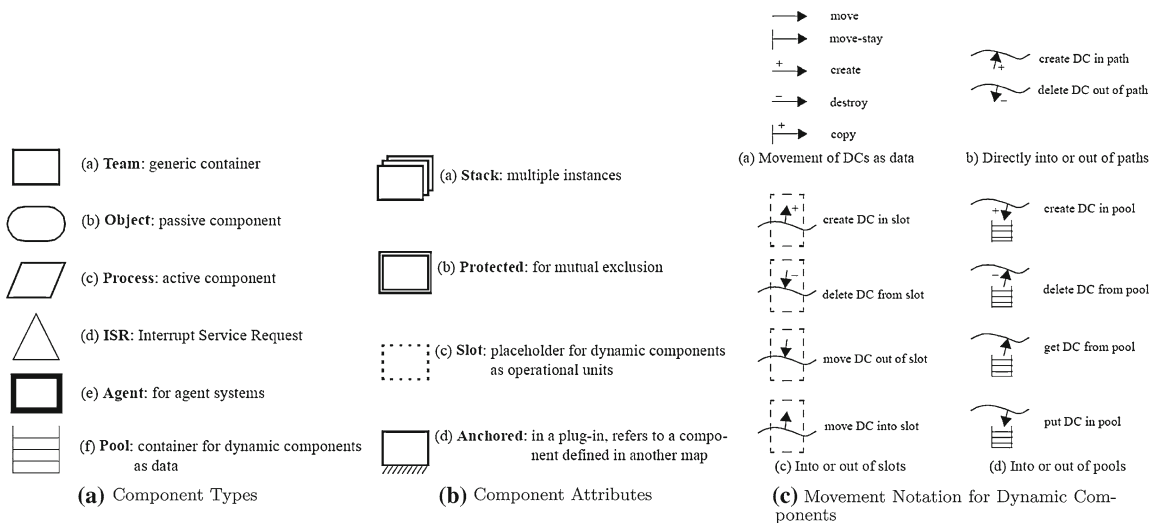 (a) Team: generic container
(b) Object: passive component
(c) Process: active component
(d) ISR: Interrupt Service Request
(e) Agent: for agent systems
(f) Pool: container for dynamic components
as data
(a) Component Types
(a) Stack: multiple instances
(b) Protected: for mutual exclusion
(c) Slot: placeholder for dynamic components
as operational units
(d) Anchored: in a plug-in, refers to a compo-
nent defined in another map
(b) Component Attributes
move
move-stay
+ create
− destroy
+ copy
(a) Movement of DCs as data
+ create DC in path
− delete DC out of path
b) Directly into or out of paths
+ create DC in slot
− delete DC from slot
move DC out of slot
move DC into slot
(c) Into or out of slots
+ create DC in pool
− delete DC from pool
get DC from pool
put DC in pool
(d) Into or out of pools
(c) Movement Notation for Dynamic Com-
ponents